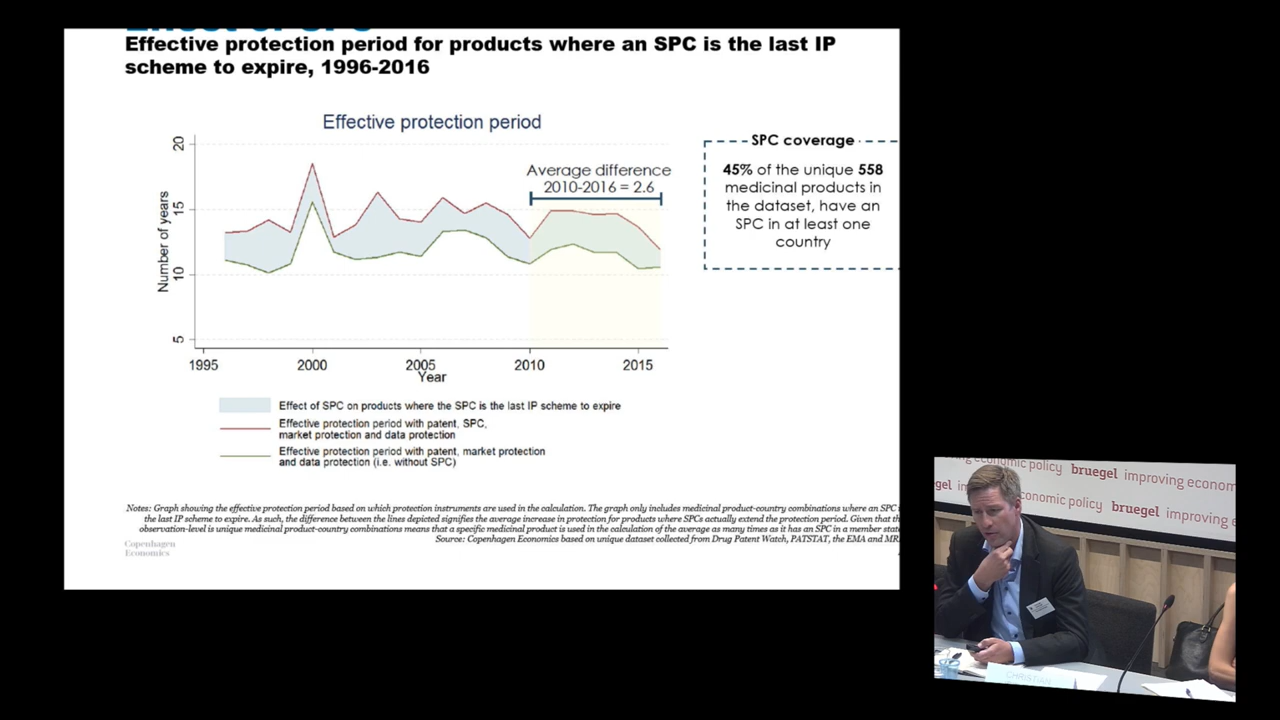 Effective protection period for products where an SPC is the last IP
scheme to expire, 1996-2016
Effective protection period
SPC coverage
45% of the unique 558
medicinal products in
the dataset, have an
SPC in at least one
country
Average difference
2010-2016 = 2.6
Number of years
20
15
10
5
1995
2000
2005
2010
2015
Year
Effect of SPC on products where the SPC is the last IP scheme to expire
Effective protection period with patent, SPC,
market protection and data protection
Effective protection period with patent, market protection
and data protection (i.e. without SPC)
Notes: Graph showing the effective protection period based on which protection instruments are used in the calculation. The graph only includes medicinal product-country combinations where an SPC
the last IP scheme to expire. As such, the difference between the lines depicted signifies the average increase in protection for products where SPCs actually extend the protection period. Given that th
observation-level is unique medicinal product-country combinations means that a specific medicinal product is used in the calculation of the average as many times as it has an SPC in a member state
Source: Copenhagen Economics based on unique dataset collected from Drug Patent Watch, PATSTAT, the EMA and MR
Copenhagen
Economics
economic policy bruegel improving econom
gel im economic policy bruegel improving
bruegel improving e
CHRISTIAN